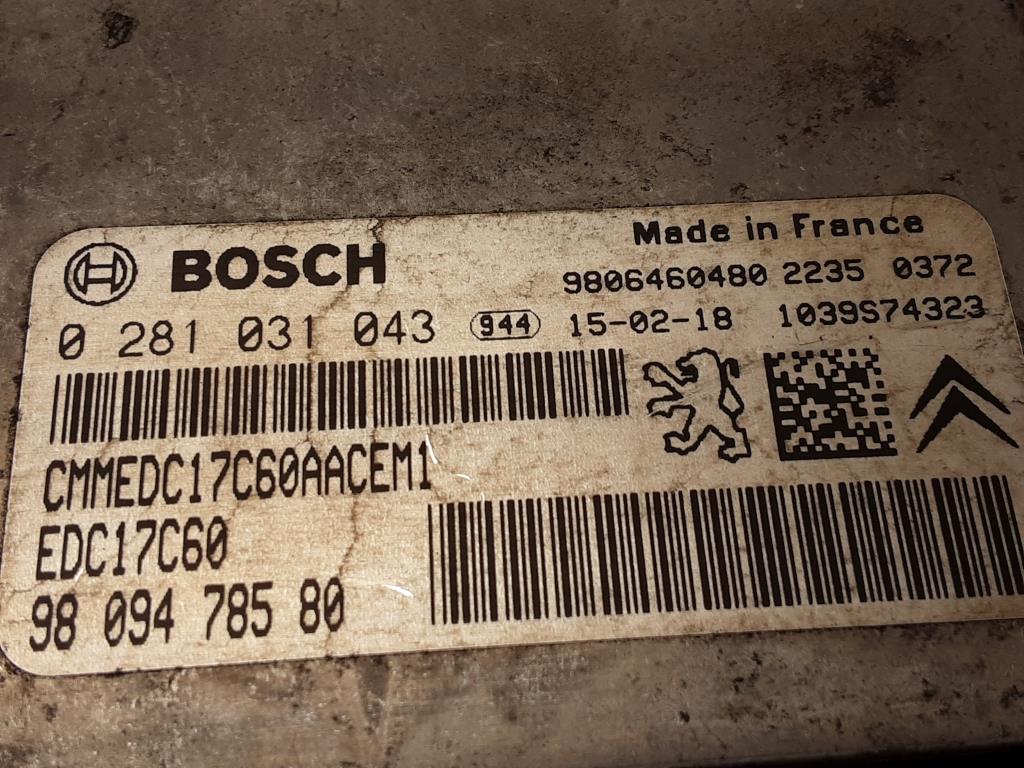 BOSCH
Made in France
9806460480 2235 0372
0 281 031 043 944 15-02-18 1039S74323
CMMEDC17C60AACEM1
EDC17C60
98 094 785 80